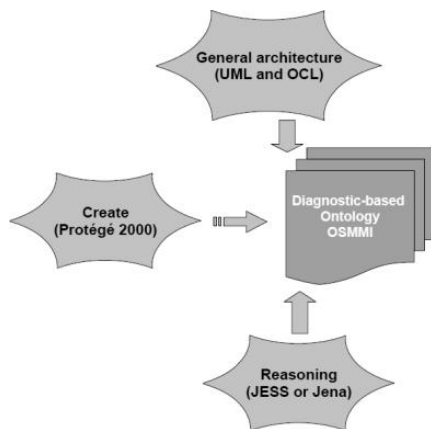 General architecture
(UML and OCL)
Diagnostic-based
Ontology
OSMMI
Create
(Protégé 2000)
Reasoning
(JESS or Jena)